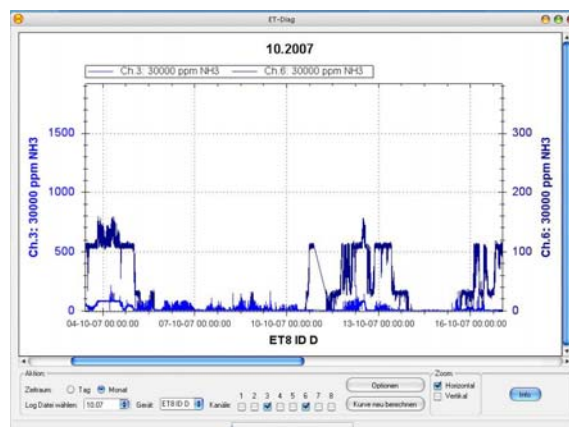 ET-Diag
10.2007
Ch.3: 30000 ppm NH3 Ch.6: 30000 ppm NH3
1500
1000
500
0
Ch.3: 30000 ppm NH3
300
200
100
0
Ch.6: 30000 ppm NH3
04-10-07 00:00:00 07-10-07 00:00:00 10-10-07 00:00:00 13-10-07 00:00:00 16-10-07 00:00:00
ET8 ID D
Aktion:
Zeitraum: Tag Monat
Log Datei wählen: 10.07 Gerät: ET8 ID D Kanäle: 1 2 3 4 5 6 7 8
Optionen
Kurve neu berechnen
Zoom:
Horizontal
Vertikal
Info